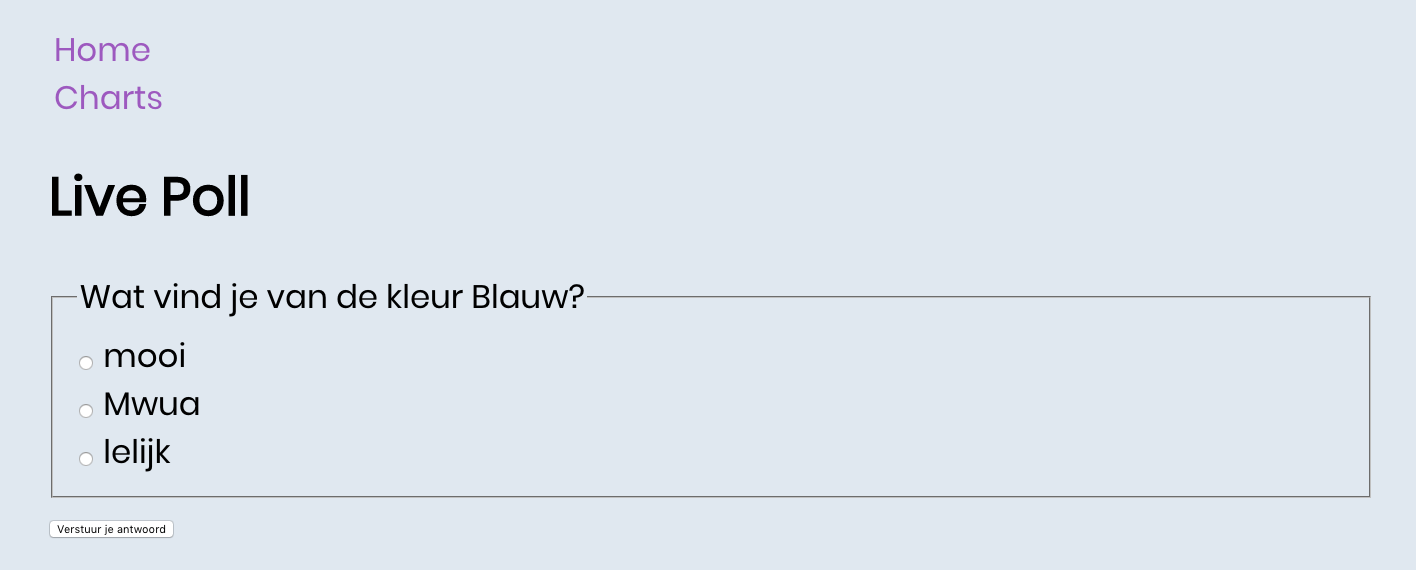 Home
Charts
Live Poll
Wat vind je van de kleur Blauw?
mooi
Mwua
lelijk
Verstuur je antwoord